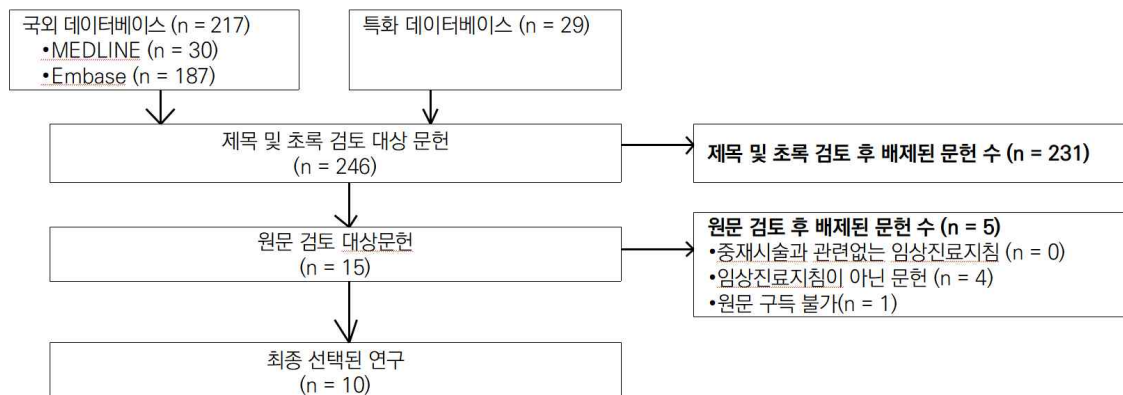 국외 데이터베이스 (n = 217)
•MEDLINE (n = 30)
•Embase (n = 187)
특화 데이터베이스 (n = 29)
제목 및 초록 검토 대상 문헌
(n = 246)
제목 및 초록 검토 후 배제된 문헌 수 (n = 231)
원문 검토 대상문헌
(n = 15)
원문 검토 후 배제된 문헌 수 (n = 5)
•중재시술과 관련없는 임상진료지침 (n = 0)
•임상진료지침이 아닌 문헌 (n = 4)
•원문 구득 불가(n = 1)
최종 선택된 연구
(n = 10)